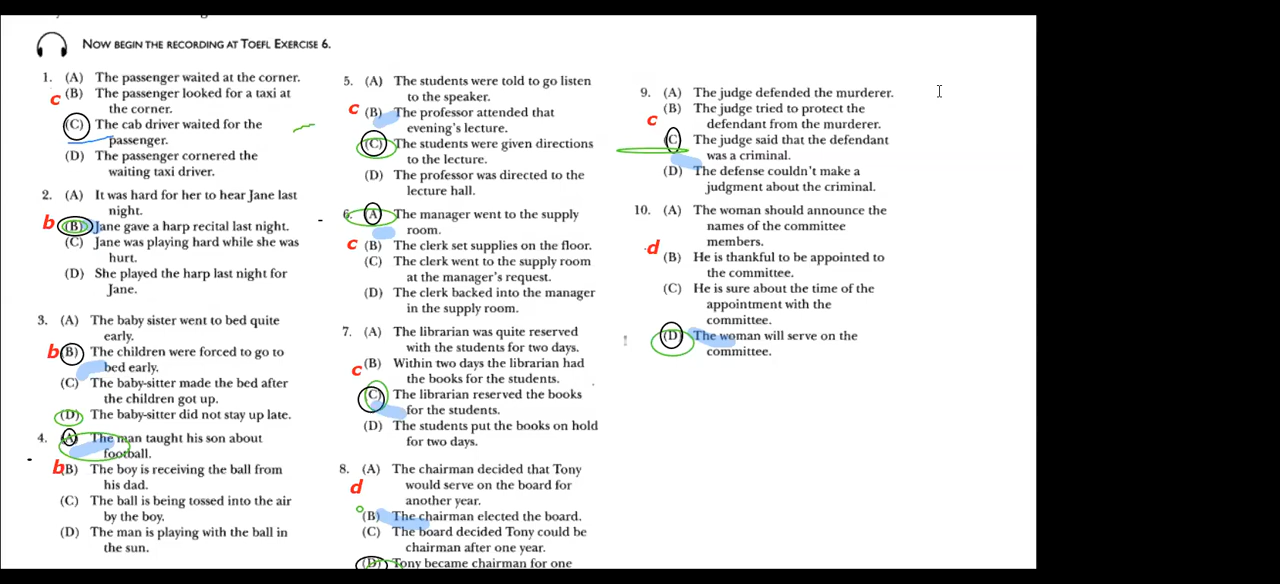 NOW BEGIN THE RECORDING AT TOEFL EXERCISE 6.
1. (A) The passenger waited at the corner.
c (B) The passenger looked for a taxi at
the corner.
(C) The cab driver waited for the
passenger.
(D) The passenger cornered the
waiting taxi driver.
2. (A) It was hard for her to hear Jane last
night.
b (B) Jane gave a harp recital last night.
(C) Jane was playing hard while she was
hurt.
(D) She played the harp last night for
Jane.
3. (A) The baby sister went to bed quite
early.
b (B) The children were forced to go to
bed early.
(C) The baby-sitter made the bed after
the children got up.
(D) The baby-sitter did not stay up late.
4. (A) The man taught his son about
football.
b (B) The boy is receiving the ball from
his dad.
(C) The ball is being tossed into the air
by the boy.
(D) The man is playing with the ball in
the sun.
5. (A) The students were told to go listen
to the speaker.
c (B) The professor attended that
evening's lecture.
(C) The students were given directions
to the lecture.
(D) The professor was directed to the
lecture hall.
6. (A) The manager went to the supply
room.
c (B) The clerk set supplies on the floor.
(C) The clerk went to the supply room
at the manager's request.
(D) The clerk backed into the manager
in the supply room.
7. (A) The librarian was quite reserved
with the students for two days.
c (B) Within two days the librarian had
the books for the students.
(C) The librarian reserved the books
for the students.
(D) The students put the books on hold
for two days.
8. (A) The chairman decided that Tony
d would serve on the board for
another year.
(B) The chairman elected the board.
(C) The board decided Tony could be
chairman after one year.
(D) Tony became chairman for one
9. (A) The judge defended the murderer.
(B) The judge tried to protect the
c defendant from the murderer.
(C) The judge said that the defendant
was a criminal.
(D) The defense couldn't make a
judgment about the criminal.
10. (A) The woman should announce the
names of the committee
d members.
(B) He is thankful to be appointed to
the committee.
(C) He is sure about the time of the
appointment with the
committee.
(D) The woman will serve on the
committee.